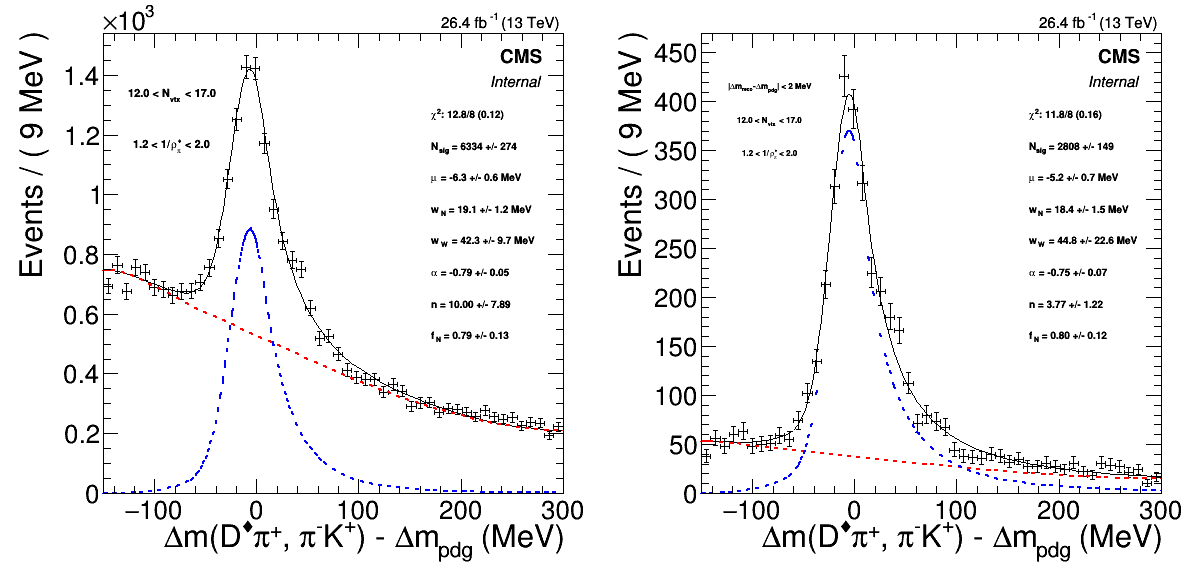 ×10³
26.4 fb⁻¹ (13 TeV)
CMS
Internal
12.0 < N_vtx < 17.0
1.2 < 1/ρ_π^♦ < 2.0
χ²: 12.8/8 (0.12)
N_sig = 6334 +/- 274
μ = -6.3 +/- 0.6 MeV
w_N = 19.1 +/- 1.2 MeV
w_W = 42.3 +/- 9.7 MeV
α = -0.79 +/- 0.05
n = 10.00 +/- 7.89
f_N = 0.79 +/- 0.13
Events / ( 9 MeV )
1.4
1.2
1
0.8
0.6
0.4
0.2
0
−100 0 100 200 300
Δm(D♦π⁺, π⁻K⁺) - Δm_pdg (MeV)
26.4 fb⁻¹ (13 TeV)
CMS
Internal
|Δm_reco-Δm_pdg| < 2 MeV
12.0 < N_vtx < 17.0
1.2 < 1/ρ_π^♦ < 2.0
χ²: 11.8/8 (0.16)
N_sig = 2808 +/- 149
μ = -5.2 +/- 0.7 MeV
w_N = 18.4 +/- 1.5 MeV
w_W = 44.8 +/- 22.6 MeV
α = -0.75 +/- 0.07
n = 3.77 +/- 1.22
f_N = 0.80 +/- 0.12
Events / ( 9 MeV )
450
400
350
300
250
200
150
100
50
0
−100 0 100 200 300
Δm(D♦π⁺, π⁻K⁺) - Δm_pdg (MeV)